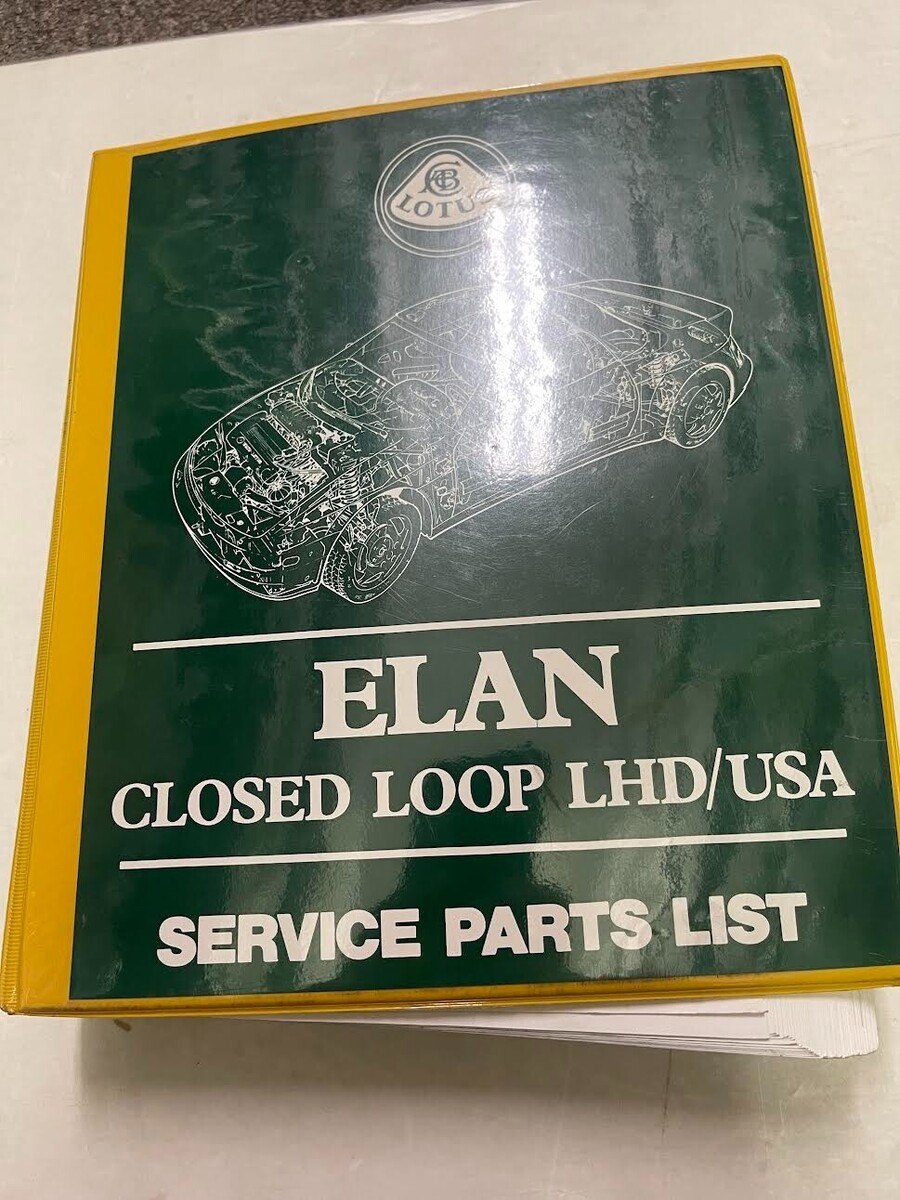 LOTUS
ELAN
CLOSED LOOP LHD/USA
SERVICE PARTS LIST